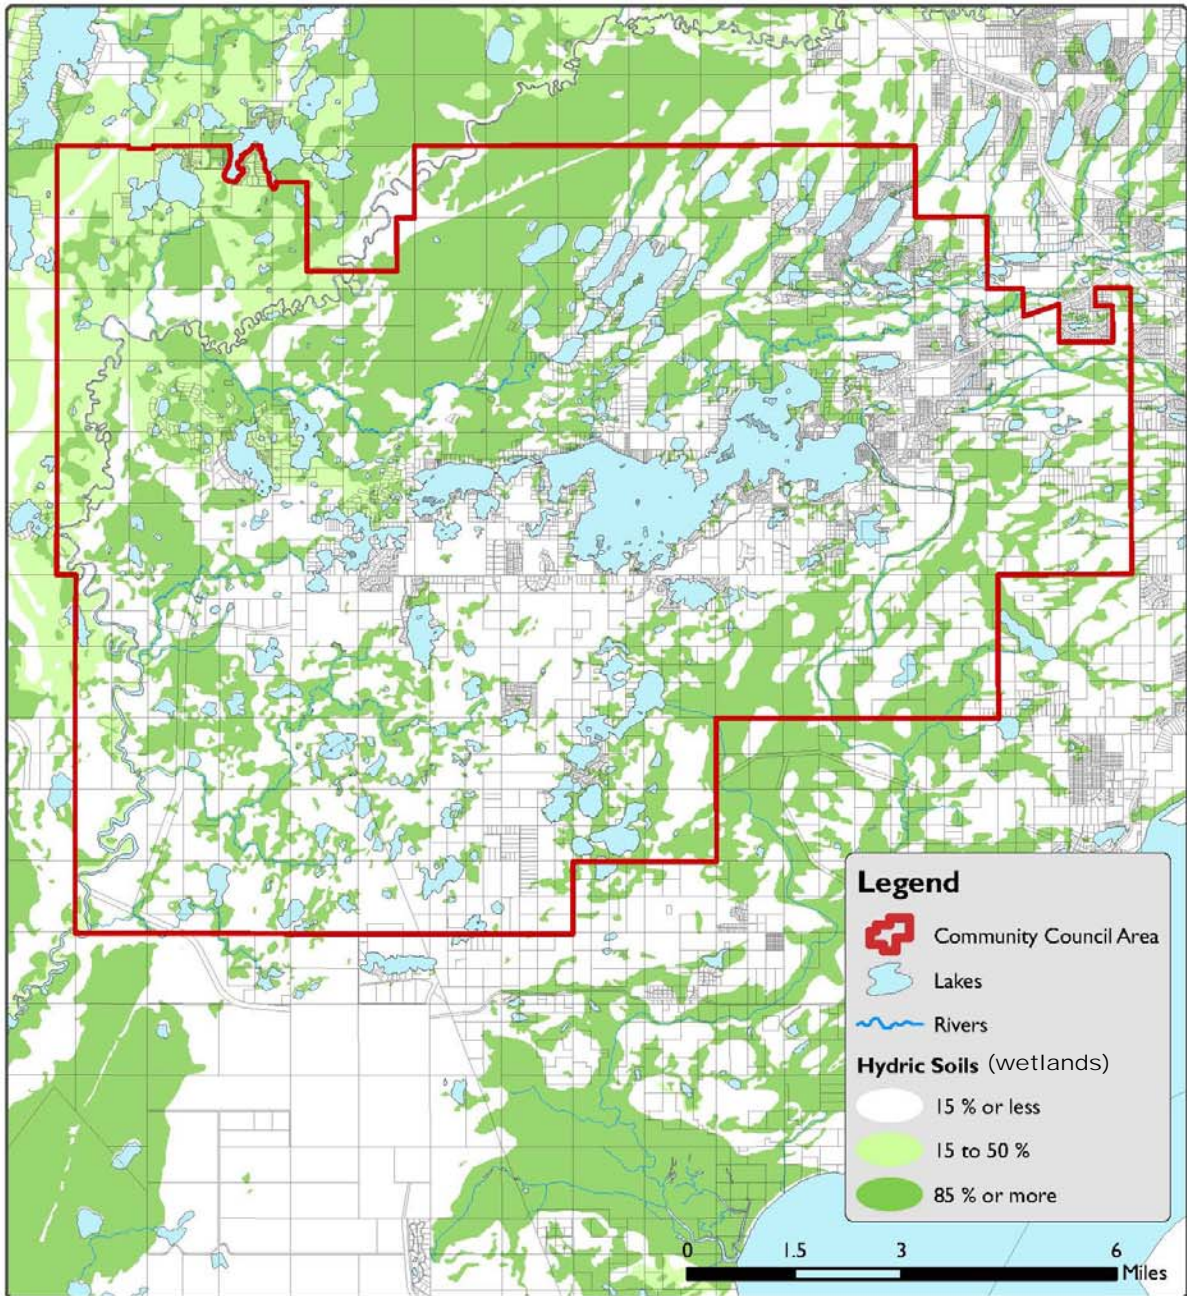 Legend
Community Council Area
Lakes
Rivers
Hydric Soils (wetlands)
15 % or less
15 to 50 %
85 % or more
0 1.5 3 6
Miles